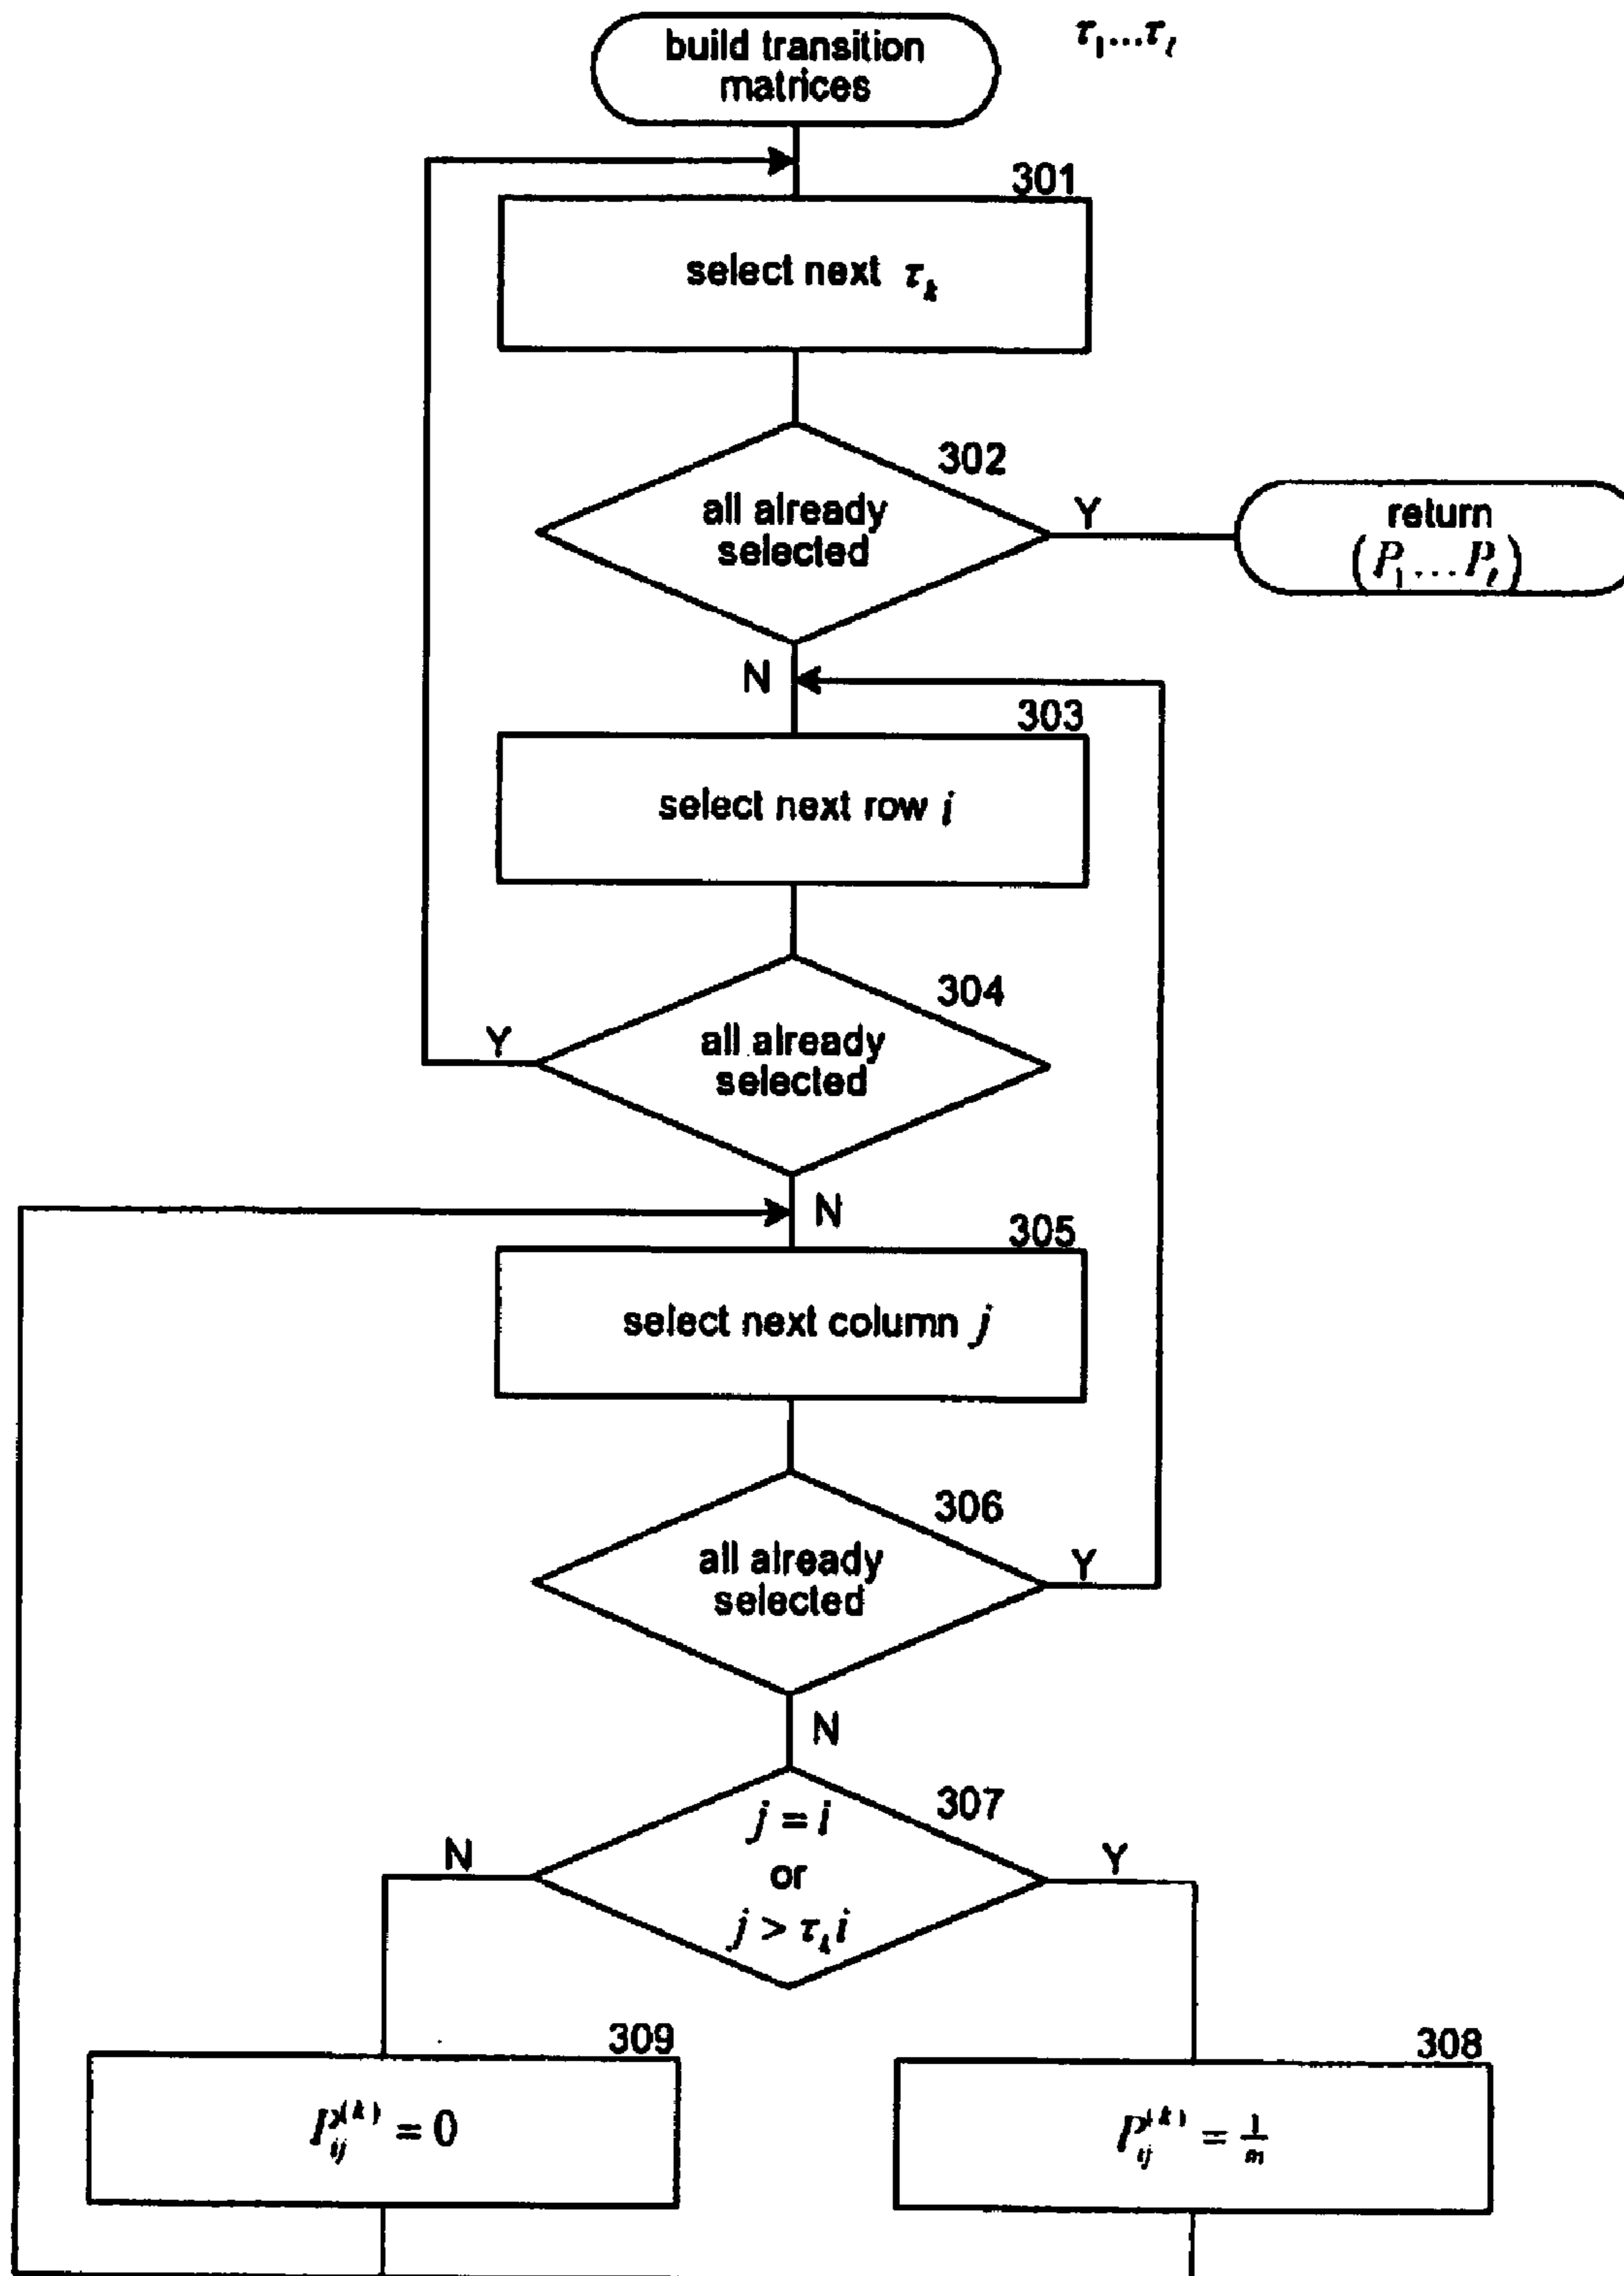 build transition
matrices
τ₁...τₗ
301
select next τₖ
302
all already
selected
Y
return
(P₁...Pₗ)
N
303
select next row i
304
all already
selected
Y
N
305
select next column j
306
all already
selected
Y
N
307
j = i
or
j > τₖi
N
Y
309
Pᵢⱼ⁽ᵏ⁾ = 0
308
Pᵢⱼ⁽ᵏ⁾ = 1/m